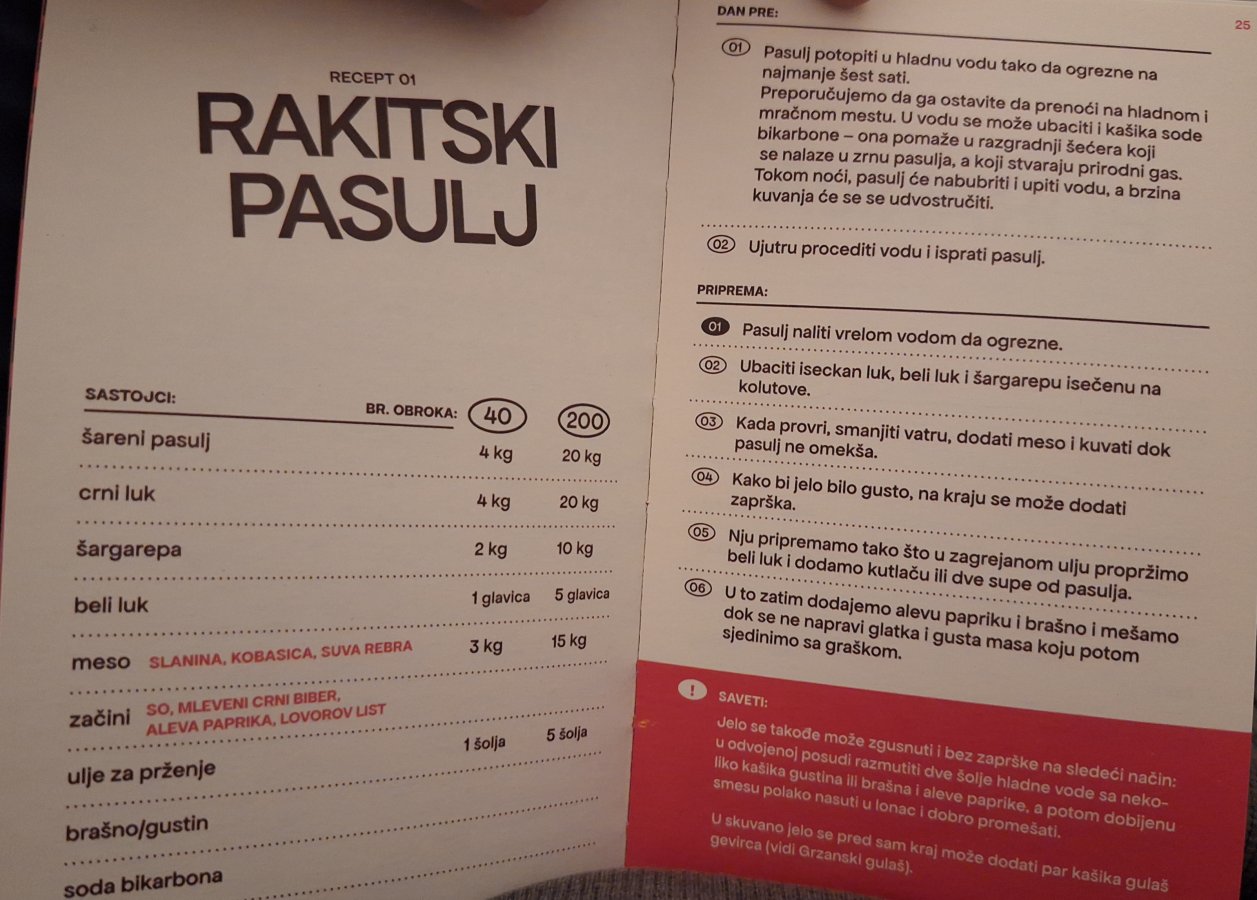 RECEPT 01
RAKITSKI
PASULJ
SASTOJCI:
BR. OBROKA: 40 200
šareni pasulj 4 kg 20 kg
crni luk 4 kg 20 kg
šargarepa 2 kg 10 kg
beli luk 1 glavica 5 glavica
meso SLANINA, KOBASICA, SUVA REBRA 3 kg 15 kg
začini SO, MLEVENI CRNI BIBER,
ALEVA PAPRIKA, LOVOROV LIST
ulje za prženje 1 šolja 5 šolja
brašno/gustin
soda bikarbona
25
DAN PRE:
01 Pasulj potopiti u hladnu vodu tako da ogrezne na
najmanje šest sati.
Preporučujemo da ga ostavite da prenoći na hladnom i
mračnom mestu. U vodu se može ubaciti i kašika sode
bikarbone – ona pomaže u razgradnji šećera koji
se nalaze u zrnu pasulja, a koji stvaraju prirodni gas.
Tokom noći, pasulj će nabubriti i upiti vodu, a brzina
kuvanja će se se udvostručiti.
02 Ujutru procediti vodu i isprati pasulj.
PRIPREMA:
01 Pasulj naliti vrelom vodom da ogrezne.
02 Ubaciti iseckan luk, beli luk i šargarepu isečenu na
kolutove.
03 Kada provri, smanjiti vatru, dodati meso i kuvati dok
pasulj ne omekša.
04 Kako bi jelo bilo gusto, na kraju se može dodati
zaprška.
05 Nju pripremamo tako što u zagrejanom ulju propržimo
beli luk i dodamo kutlaču ili dve supe od pasulja.
06 U to zatim dodajemo alevu papriku i brašno i mešamo
dok se ne napravi glatka i gusta masa koju potom
sjedinimo sa graškom.
! SAVETI:
Jelo se takođe može zgusnuti i bez zaprške na sledeći način:
u odvojenoj posudi razmutiti dve šolje hladne vode sa neko-
liko kašika gustina ili brašna i aleve paprike, a potom dobijenu
smesu polako nasuti u lonac i dobro promešati.
U skuvano jelo se pred sam kraj može dodati par kašika gulaš
gevirca (vidi Grzanski gulaš).